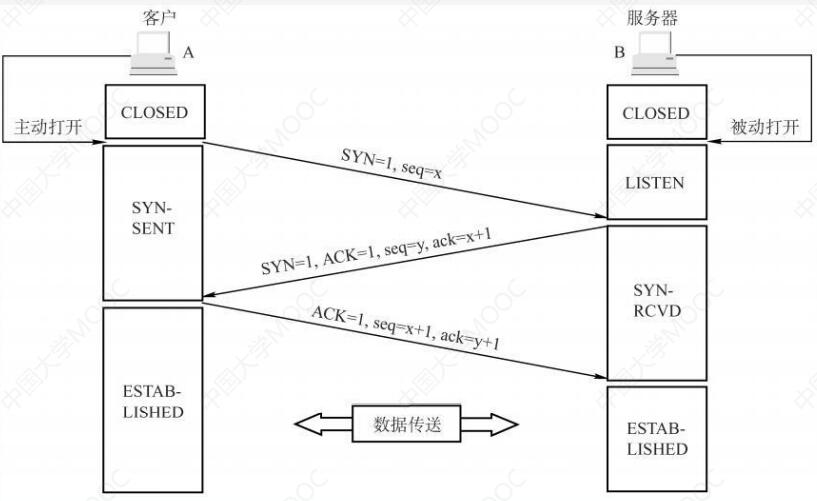 客户
服务器
A
B
CLOSED
CLOSED
主动打开
被动打开
SYN=1, seq=x
LISTEN
SYN-
SENT
SYN=1, ACK=1, seq=y, ack=x+1
SYN-
RCVD
ACK=1, seq=x+1, ack=y+1
ESTAB-
LISHED
数据传送
ESTAB-
LISHED
中国大学MOOC